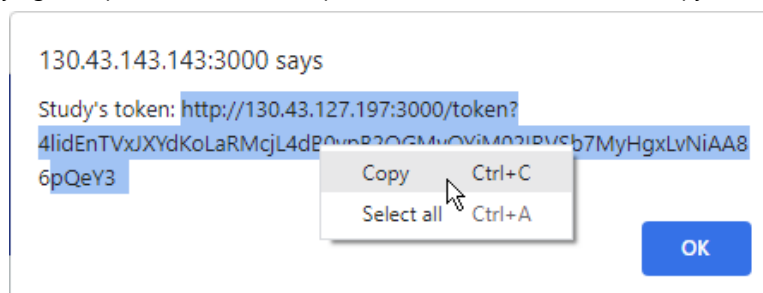 130.43.143.143:3000 says
Study's token: http://130.43.127.197:3000/token?
4lidEnTVxJXYdKoLaRMcjL4dB0vnB2OGMvOYiM02IRVSb7MyHgxLvNiAA8
6pQeY3
Copy Ctrl+C
Select all Ctrl+A
OK